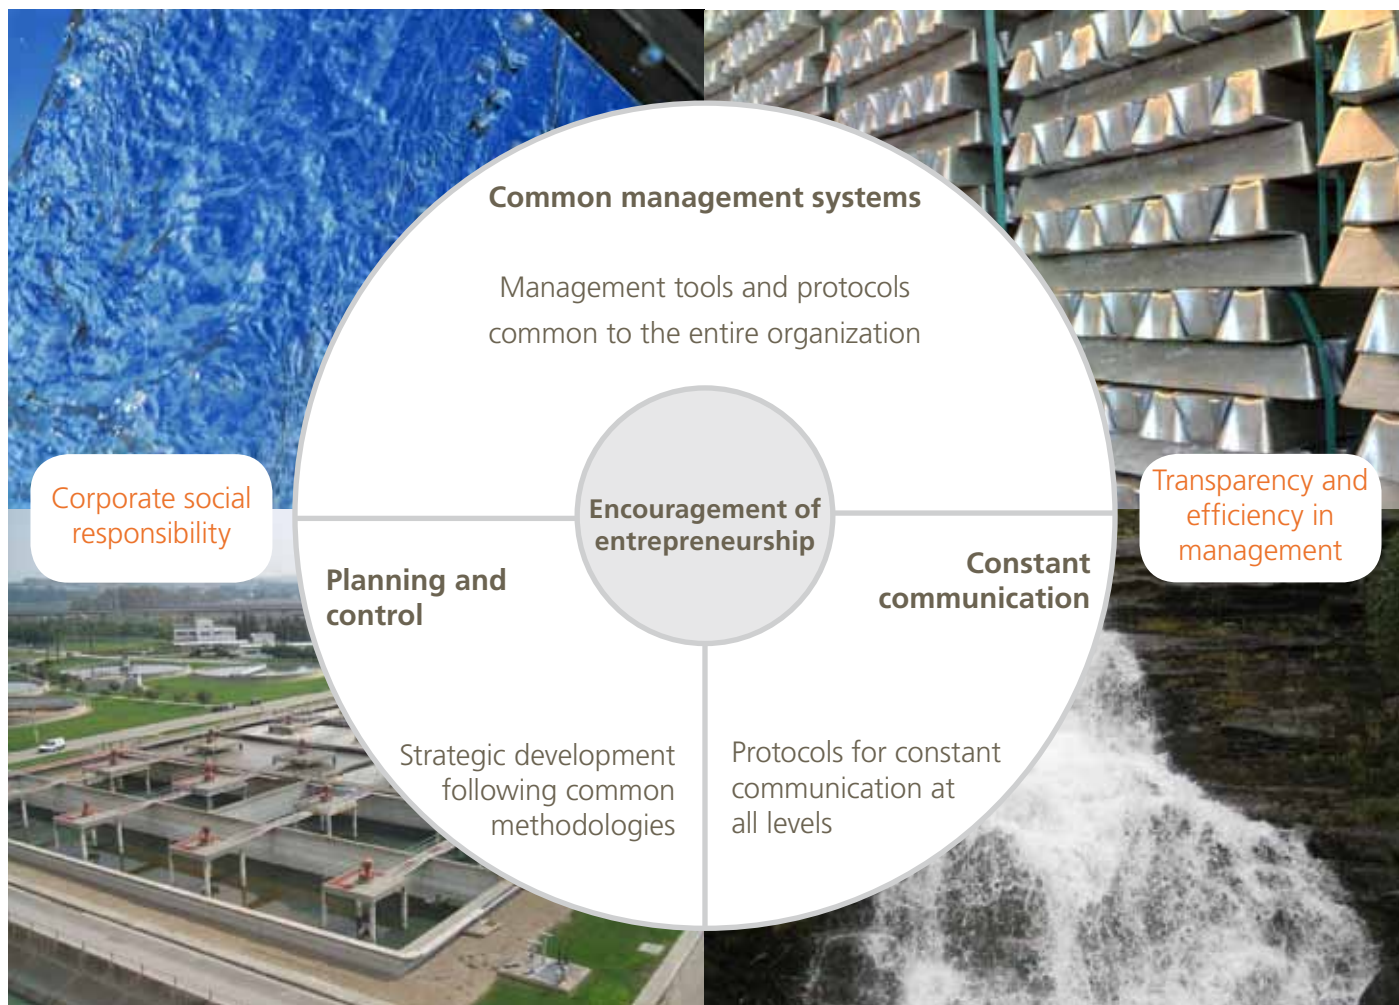 Common management systems
Management tools and protocols
common to the entire organization
Corporate social
responsibility
Encouragement of
entrepreneurship
Transparency and
efficiency in
management
Planning and
control
Constant
communication
Strategic development
following common
methodologies
Protocols for constant
communication at
all levels